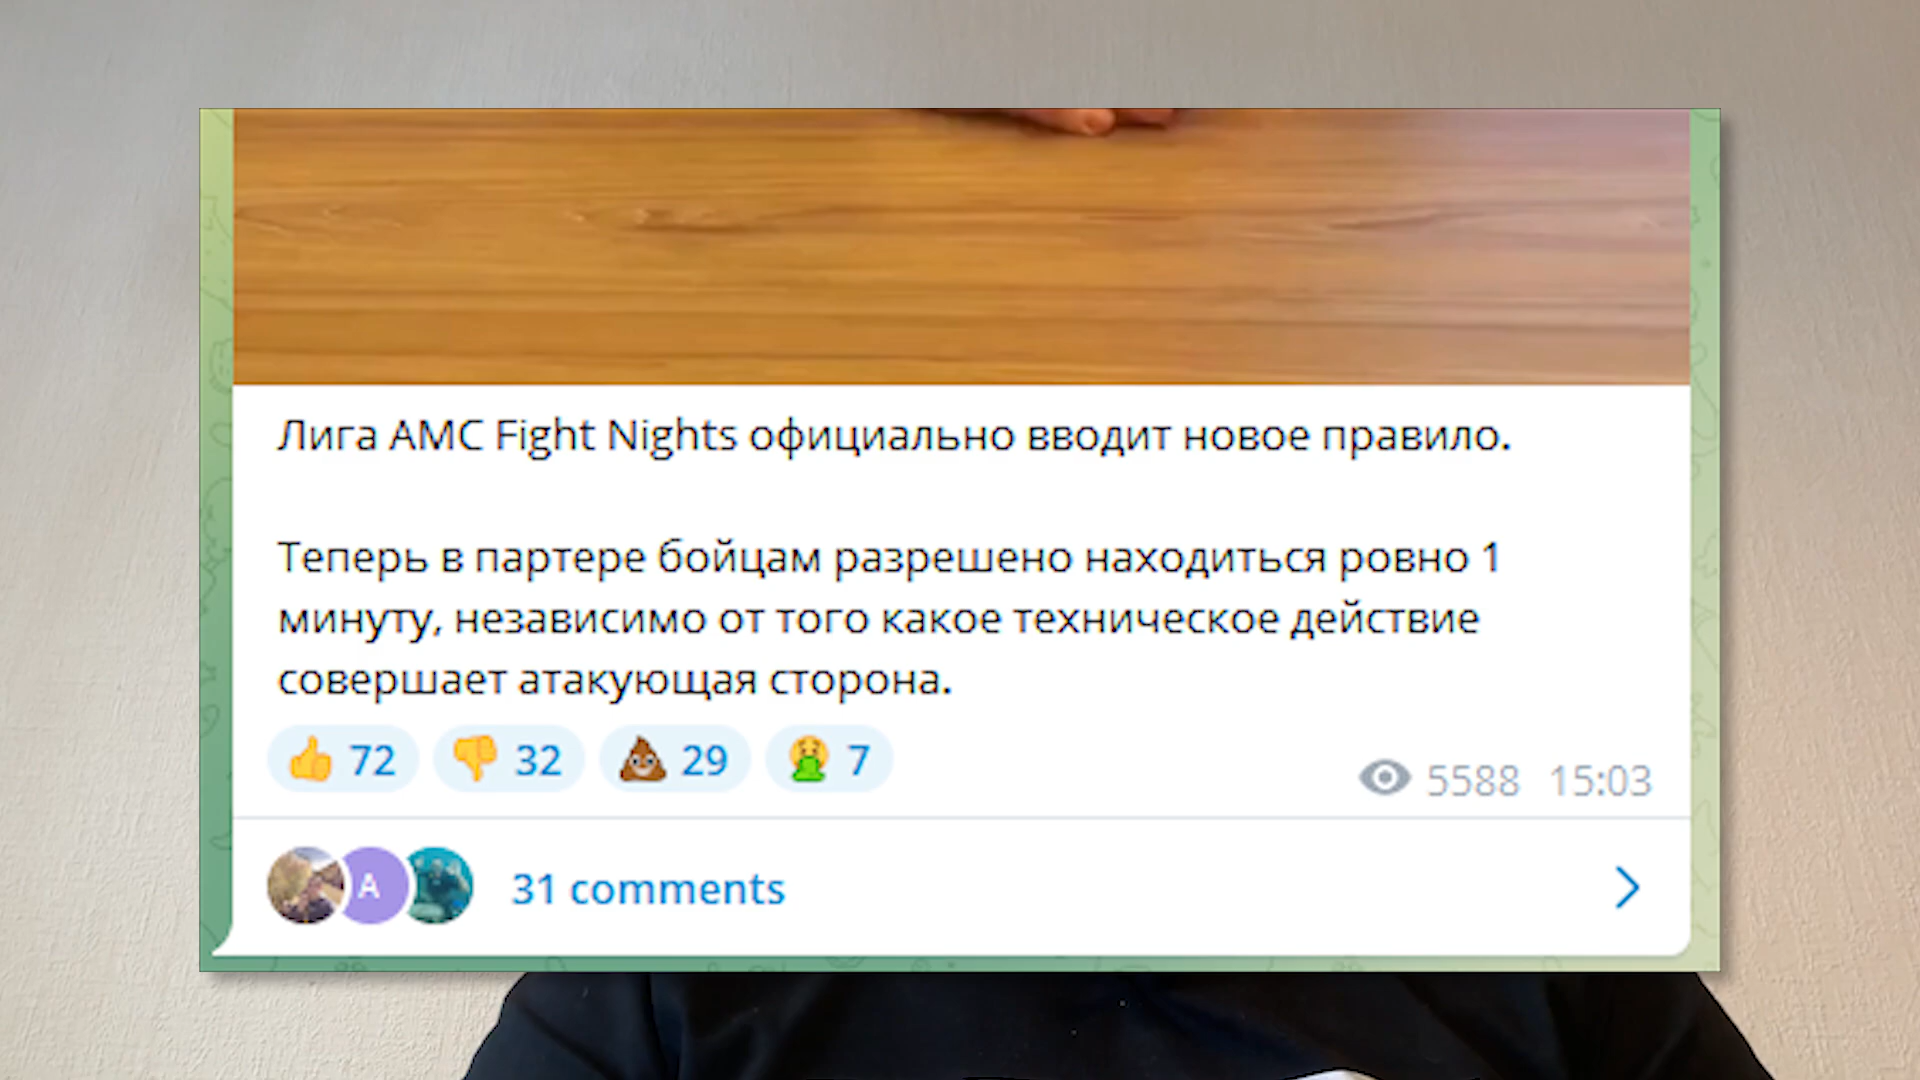 Лига AMC Fight Nights официально вводит новое правило.
Теперь в партере бойцам разрешено находиться ровно 1
минуту, независимо от того какое техническое действие
совершает атакующая сторона.
72 32 29 7
5588 15:03
A
31 comments